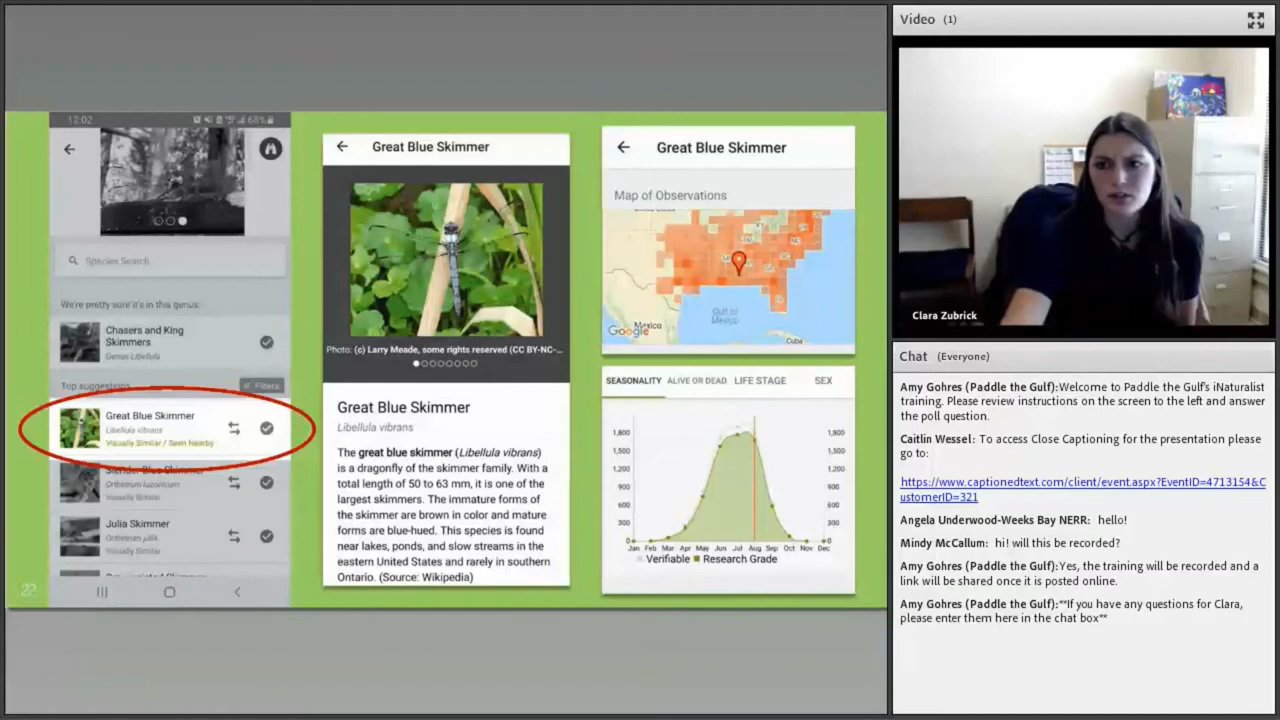 12:02
68%
Species Search
We're pretty sure it's in this genus:
Chasers and King
Skimmers
Genus Libellula
Top suggestions
Filters
Great Blue Skimmer
Libellula vibrans
Visually Similar / Seen Nearby
Slender Blue Skimmer
Orthetrum luzonicum
Visually Similar
Julia Skimmer
Orthetrum julia
Visually Similar
22
Great Blue Skimmer
Photo: (c) Larry Meade, some rights reserved (CC BY-NC-...
Great Blue Skimmer
Libellula vibrans
The great blue skimmer (Libellula vibrans)
is a dragonfly of the skimmer family. With a
total length of 50 to 63 mm, it is one of the
largest skimmers. The immature forms of
the skimmer are brown in color and mature
forms are blue-hued. This species is found
near lakes, ponds, and slow streams in the
eastern United States and rarely in southern
Ontario. (Source: Wikipedia)
Great Blue Skimmer
Map of Observations
Gulf of
Mexico
Google
Mexico
Cuba
SEASONALITY ALIVE OR DEAD LIFE STAGE SEX
1,800 1,800
1,500 1,500
1,200 1,200
900 900
600 600
300 300
Jan Feb Mar Apr May Jun Jul Aug Sep Oct Nov Dec
Verifiable Research Grade
Video (1)
Clara Zubrick
Chat (Everyone)
Amy Gohres (Paddle the Gulf):Welcome to Paddle the Gulf's iNaturalist
training. Please review instructions on the screen to the left and answer
the poll question.
Caitlin Wessel: To access Close Captioning for the presentation please
go to:
https://www.captionedtext.com/client/event.aspx?EventID=4713154&C
ustomerID=321
Angela Underwood-Weeks Bay NERR: hello!
Mindy McCallum: hi! will this be recorded?
Amy Gohres (Paddle the Gulf):Yes, the training will be recorded and a
link will be shared once it is posted online.
Amy Gohres (Paddle the Gulf):**If you have any questions for Clara,
please enter them here in the chat box**